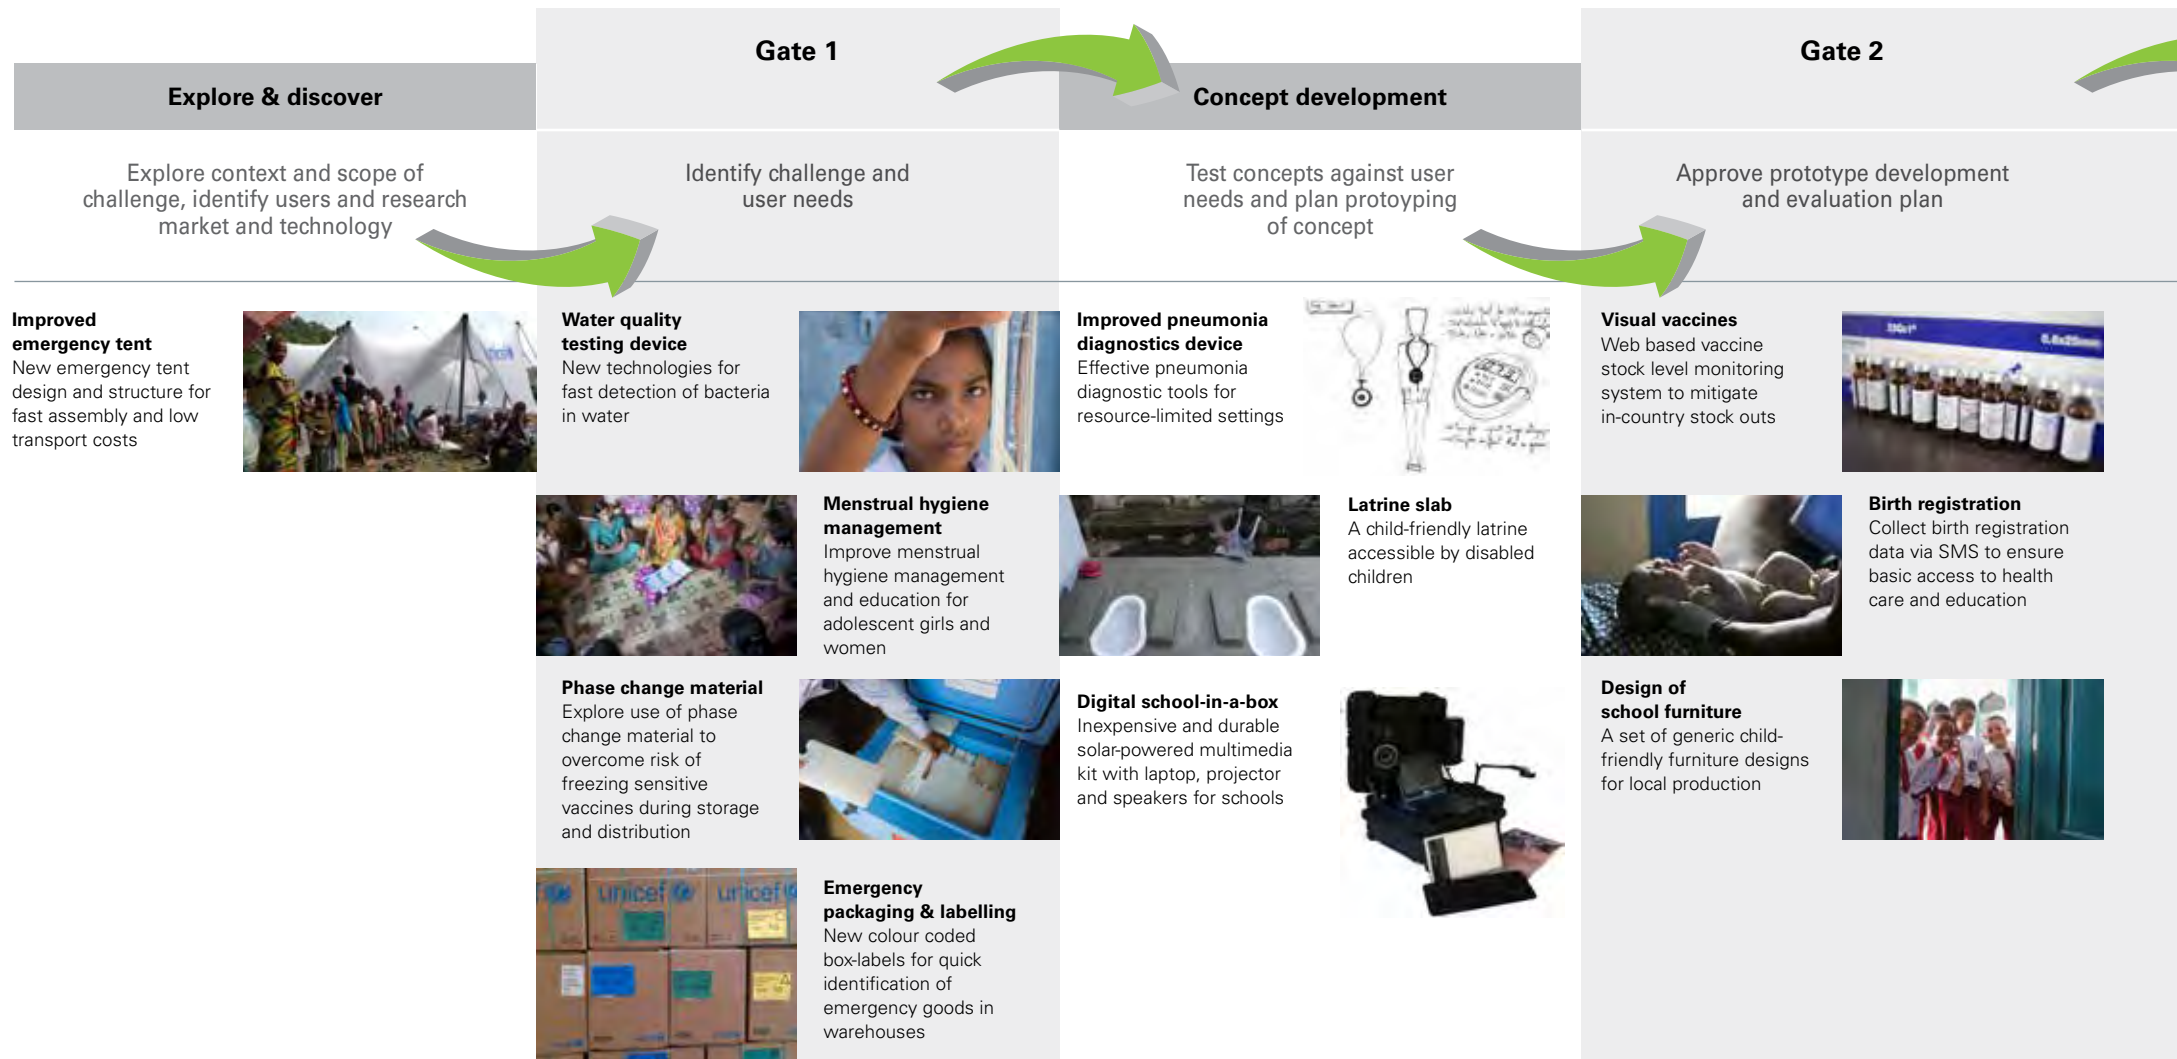 Explore & discover
Explore context and scope of
challenge, identify users and research
market and technology
Improved
emergency tent
New emergency tent
design and structure for
fast assembly and low
transport costs
Gate 1
Identify challenge and
user needs
Water quality
testing device
New technologies for
fast detection of bacteria
in water
Menstrual hygiene
management
Improve menstrual
hygiene management
and education for
adolescent girls and
women
Phase change material
Explore use of phase
change material to
overcome risk of
freezing sensitive
vaccines during storage
and distribution
unicef
unicef
Emergency
packaging & labelling
New colour coded
box-labels for quick
identification of
emergency goods in
warehouses
Concept development
Test concepts against user
needs and plan protoyping
of concept
Improved pneumonia
diagnostics device
Effective pneumonia
diagnostic tools for
resource-limited settings
Latrine slab
A child-friendly latrine
accessible by disabled
children
Digital school-in-a-box
Inexpensive and durable
solar-powered multimedia
kit with laptop, projector
and speakers for schools
Gate 2
Approve prototype development
and evaluation plan
Visual vaccines
Web based vaccine
stock level monitoring
system to mitigate
in-country stock outs
Birth registration
Collect birth registration
data via SMS to ensure
basic access to health
care and education
Design of
school furniture
A set of generic child-
friendly furniture designs
for local production